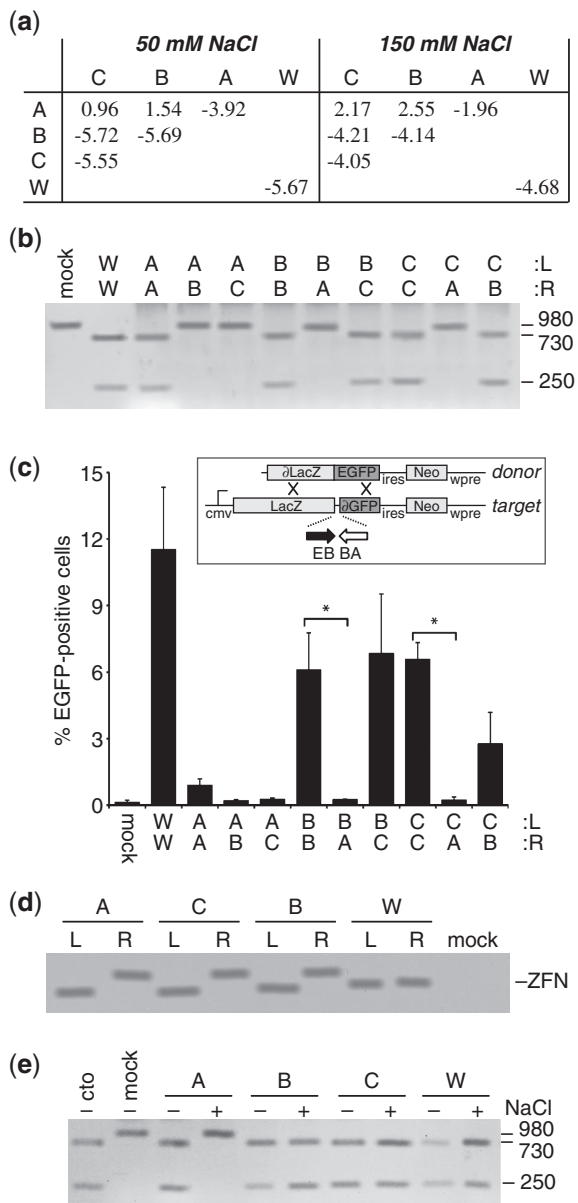 (a)
50 mM NaCl 150 mM NaCl
C B A W C B A W
A 0.96 1.54 -3.92 2.17 2.55 -1.96
B -5.72 -5.69 -4.21 -4.14
C -5.55 -4.05
W -5.67 -4.68
(b)
mock W A A A B B B C C C :L
W A B C B A C C A B :R
980
730
250
(c)
15
12
9
6
3
0
% EGFP-positive cells
∂LacZ EGFP ires Neo wpre donor
cmv LacZ ∂GFP ires Neo wpre target
EB BA
* *
mock W A A A B B B C C C :L
W A B C B A C C A B :R
(d)
A C B W
L R L R L R L R mock
ZFN
(e)
cto mock A B C W
– – – + – + – + – + NaCl
980
730
250